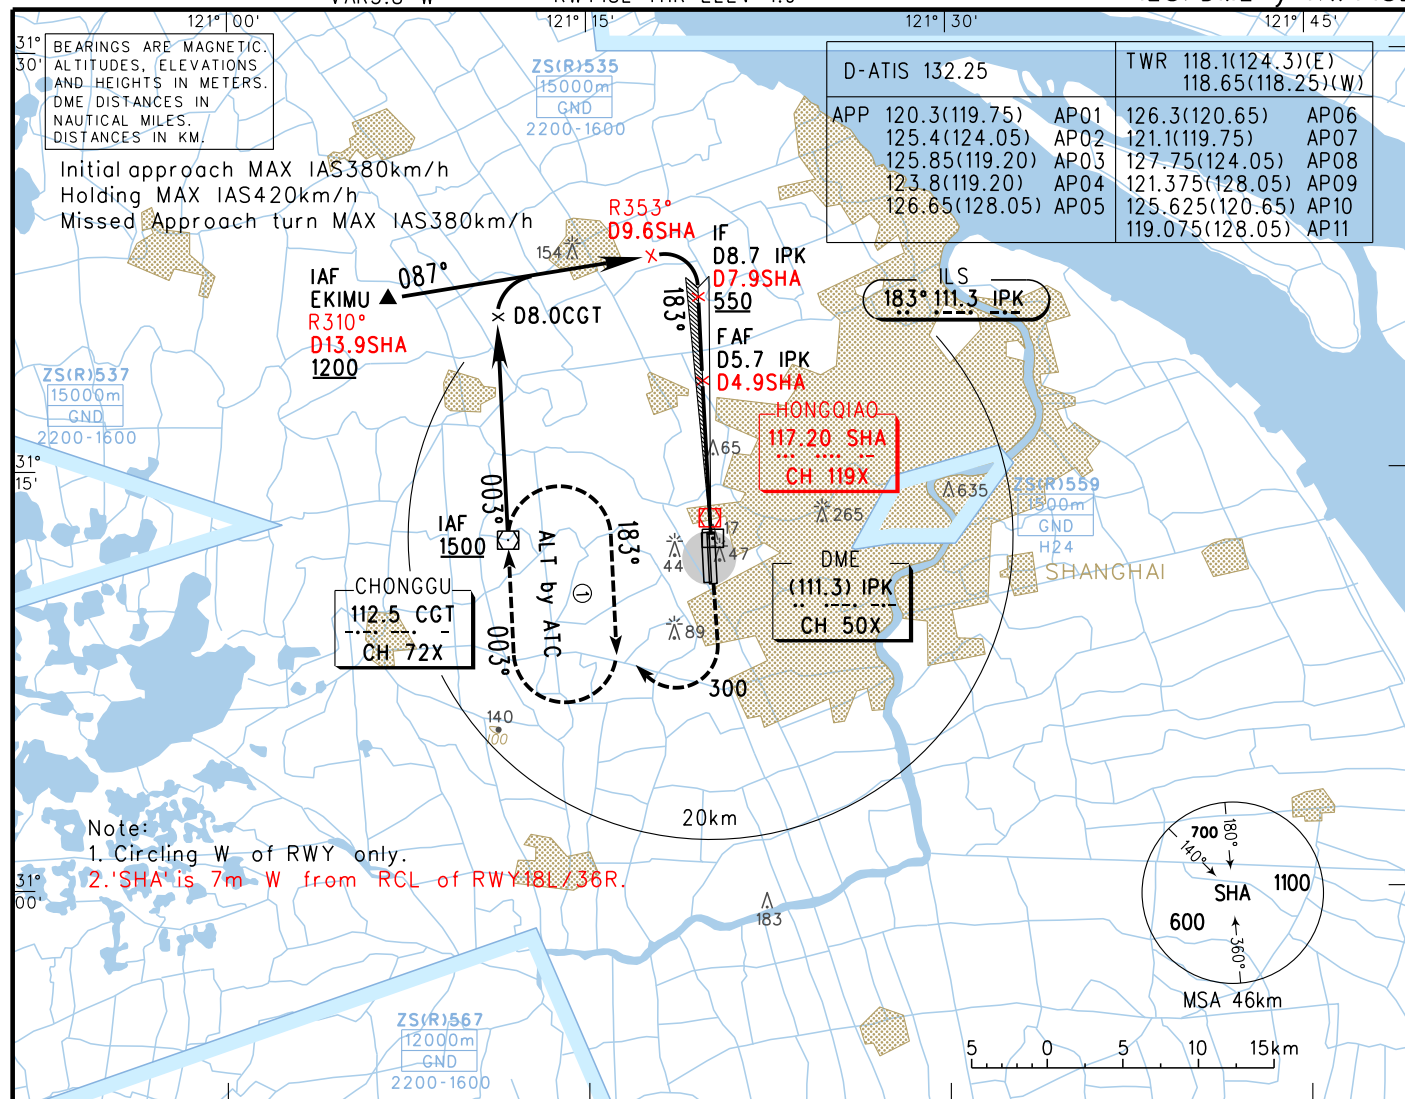 121° 00'
121° 15'
121° 30'
121° 45'
31°
30'
BEARINGS ARE MAGNETIC.
ALTITUDES, ELEVATIONS
AND HEIGHTS IN METERS.
DME DISTANCES IN
NAUTICAL MILES.
DISTANCES IN KM.
Initial approach MAX IAS380km/h
Holding MAX IAS420km/h
Missed Approach turn MAX IAS380km/h
ZS(R)535
15000m
GND
2200-1600
D-ATIS 132.25
TWR 118.1(124.3)(E)
118.65(118.25)(W)
APP 120.3(119.75) AP01 126.3(120.65) AP06
125.4(124.05) AP02 121.1(119.75) AP07
125.85(119.20) AP03 127.75(124.05) AP08
123.8(119.20) AP04 121.375(128.05) AP09
126.65(128.05) AP05 125.625(120.65) AP10
119.075(128.05) AP11
R353°
D9.6SHA
154
IF
D8.7 IPK
D7.9SHA
550
IAF
EKIMU
R310°
D13.9SHA
1200
087°
D8.0CGT
183°
ILS
183° 111.3 IPK
FAF
D5.7 IPK
D4.9SHA
ZS(R)537
15000m
GND
2200-1600
HONGQIAO
117.20 SHA
CH 119X
65
31°
15'
635
265
ZS(R)559
1500m
GND
H24
003°
IAF
1500
183°
ALT by ATC
①
17
47
44
DME
(111.3) IPK
CH 50X
SHANGHAI
CHONGGU
112.5 CGT
CH 72X
003°
89
300
140
100
20km
Note:
1. Circling W of RWY only.
2.'SHA' is 7m W from RCL of RWY18L/36R.
31°
00'
183
700
180°
140°
SHA
1100
600
360°
MSA 46km
ZS(R)567
12000m
GND
2200-1600
5 0 5 10 15km